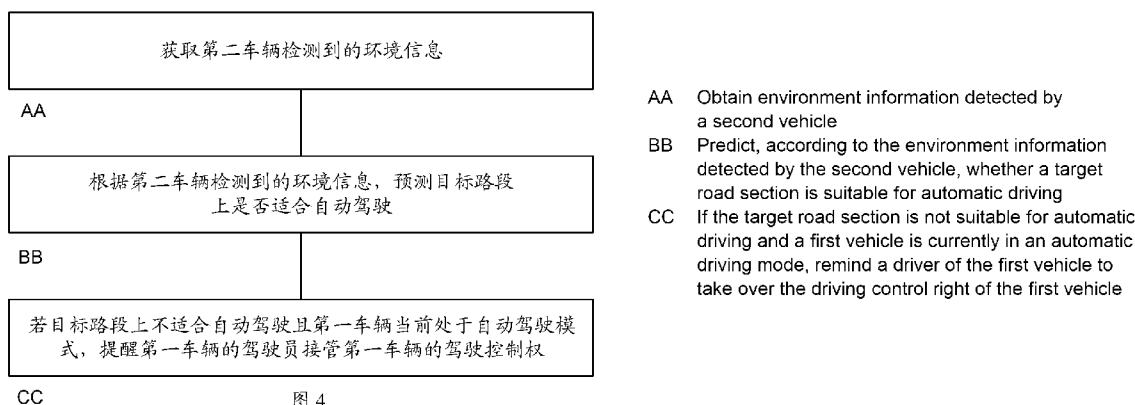 获取第二车辆检测到的环境信息
AA
根据第二车辆检测到的环境信息，预测目标路段
上是否适合自动驾驶
BB
若目标路段上不适合自动驾驶且第一车辆当前处于自动驾驶模
式，提醒第一车辆的驾驶员接管第一车辆的驾驶控制权
CC
图 4
AA Obtain environment information detected by
a second vehicle
BB Predict, according to the environment information
detected by the second vehicle, whether a target
road section is suitable for automatic driving
CC If the target road section is not suitable for automatic
driving and a first vehicle is currently in an automatic
driving mode, remind a driver of the first vehicle to
take over the driving control right of the first vehicle